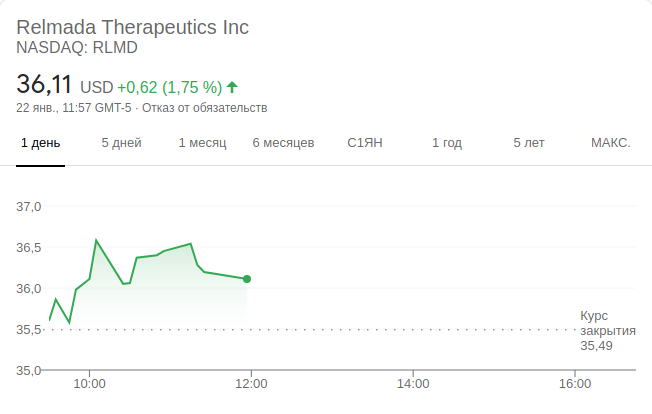 Relmada Therapeutics Inc
NASDAQ: RLMD
36,11 USD +0,62 (1,75 %)
22 янв., 11:57 GMT-5 · Отказ от обязательств
1 день 5 дней 1 месяц 6 месяцев С1ЯН 1 год 5 лет МАКС.
37,0
36,5
36,0
35,5
35,0
Курс
закрытия
35,49
10:00 12:00 14:00 16:00